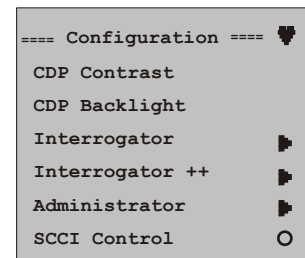 ==== Configuration ====
CDP Contrast
CDP Backlight
Interrogator
Interrogator ++
Administrator
SCCI Control